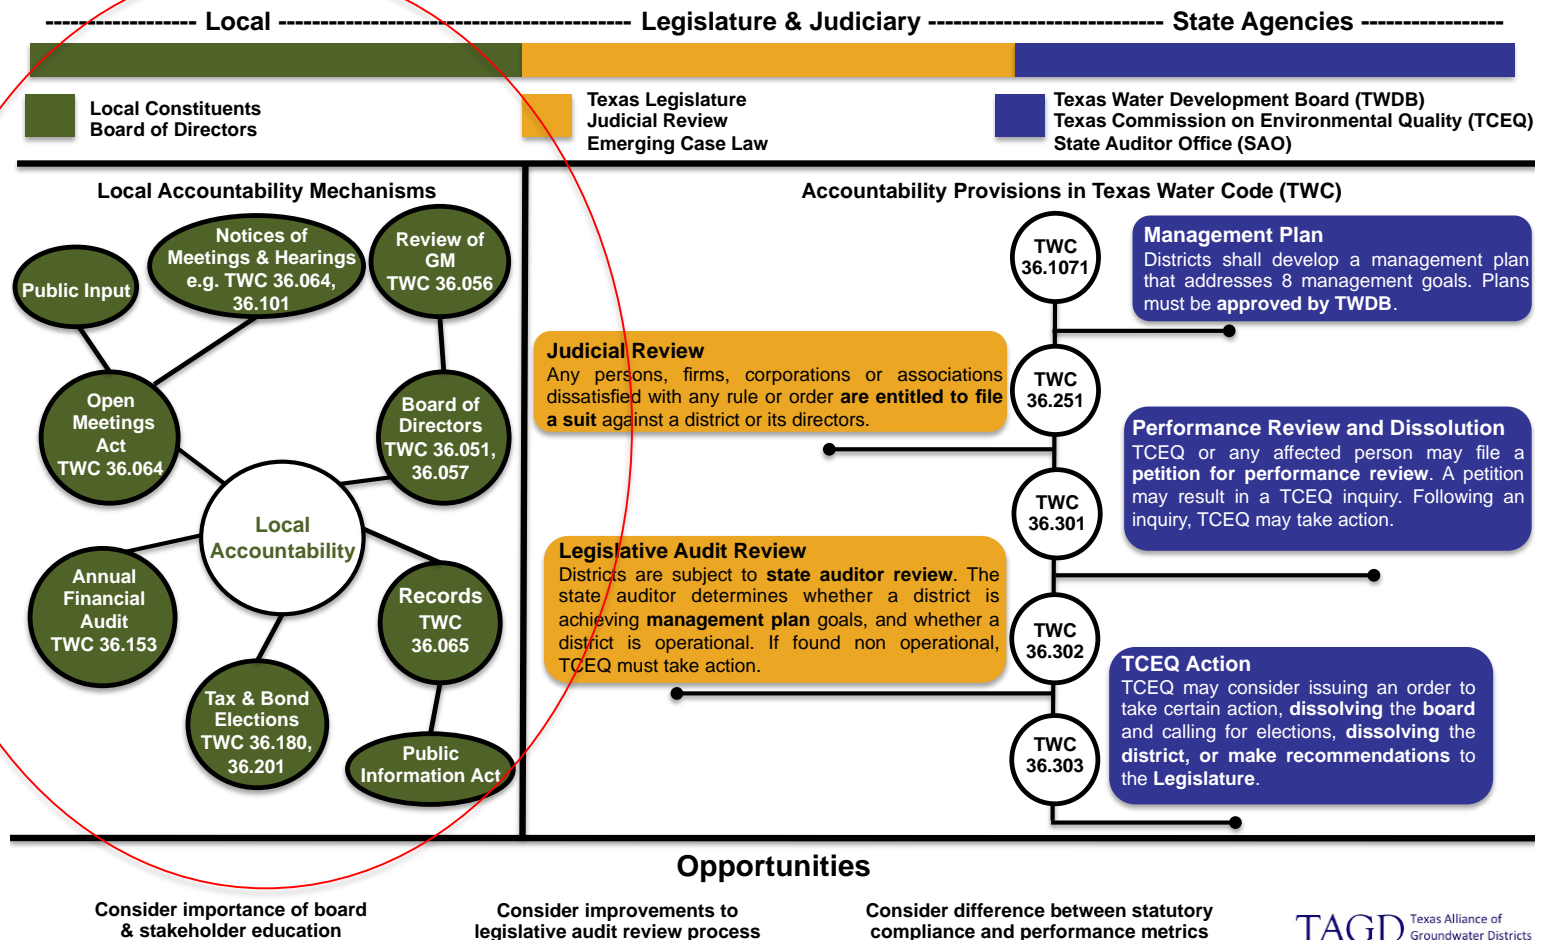 Local
Legislature & Judiciary
State Agencies
Local Constituents
Board of Directors
Texas Legislature
Judicial Review
Emerging Case Law
Texas Water Development Board (TWDB)
Texas Commission on Environmental Quality (TCEQ)
State Auditor Office (SAO)
Local Accountability Mechanisms
Public Input
Notices of
Meetings & Hearings
e.g. TWC 36.064,
36.101
Review of
GM
TWC 36.056
Open
Meetings
Act
TWC 36.064
Board of
Directors
TWC 36.051,
36.057
Local
Accountability
Annual
Financial
Audit
TWC 36.153
Records
TWC
36.065
Tax & Bond
Elections
TWC 36.180,
36.201
Public
Information Act
Accountability Provisions in Texas Water Code (TWC)
TWC
36.1071
Management Plan
Districts shall develop a management plan
that addresses 8 management goals. Plans
must be approved by TWDB.
Judicial Review
Any persons, firms, corporations or associations
dissatisfied with any rule or order are entitled to file
a suit against a district or its directors.
TWC
36.251
Performance Review and Dissolution
TCEQ or any affected person may file a
petition for performance review. A petition
may result in a TCEQ inquiry. Following an
inquiry, TCEQ may take action.
TWC
36.301
Legislative Audit Review
Districts are subject to state auditor review. The
state auditor determines whether a district is
achieving management plan goals, and whether a
district is operational. If found non operational,
TCEQ must take action.
TWC
36.302
TCEQ Action
TCEQ may consider issuing an order to
take certain action, dissolving the board
and calling for elections, dissolving the
district, or make recommendations to
the Legislature.
TWC
36.303
Opportunities
Consider importance of board
& stakeholder education
Consider improvements to
legislative audit review process
Consider difference between statutory
compliance and performance metrics
TAGD
Texas Alliance of
Groundwater Districts